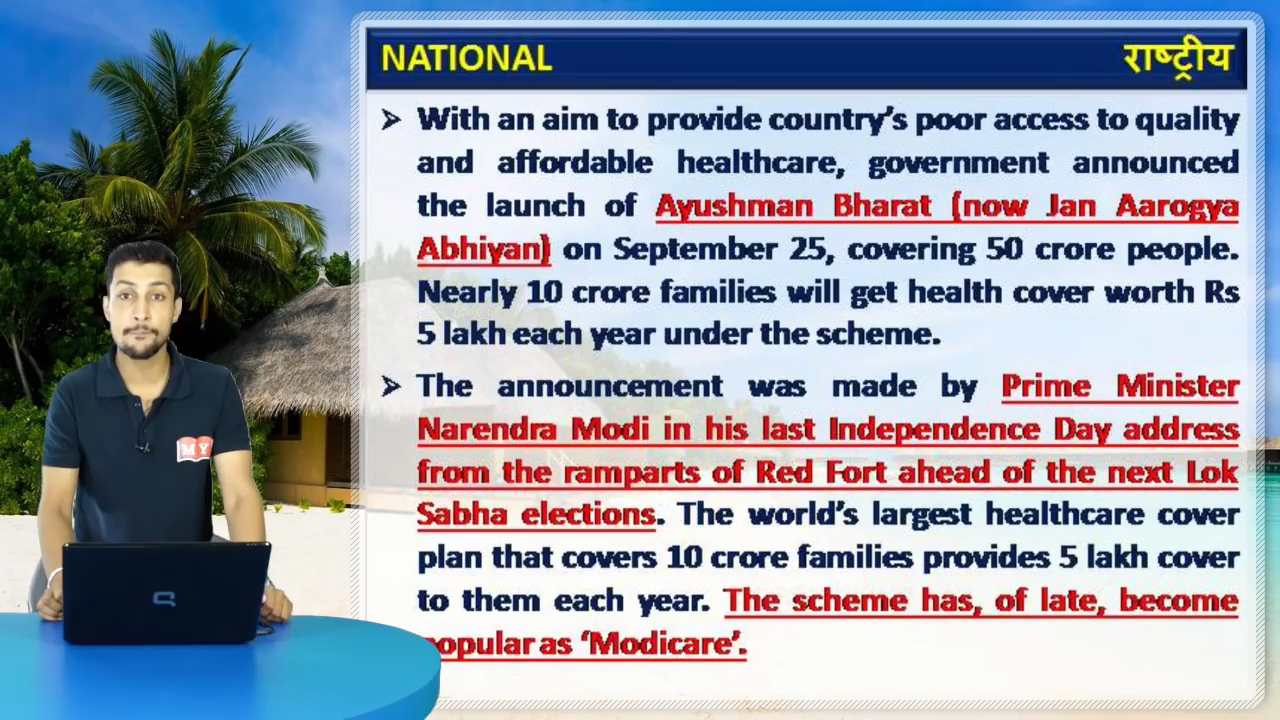 NATIONAL राष्ट्रीय
➢ With an aim to provide country's poor access to quality
and affordable healthcare, government announced
the launch of Ayushman Bharat (now Jan Aarogya
Abhiyan) on September 25, covering 50 crore people.
Nearly 10 crore families will get health cover worth Rs
5 lakh each year under the scheme.
➢ The announcement was made by Prime Minister
Narendra Modi in his last Independence Day address
from the ramparts of Red Fort ahead of the next Lok
Sabha elections. The world's largest healthcare cover
plan that covers 10 crore families provides 5 lakh cover
to them each year. The scheme has, of late, become
popular as ‘Modicare’.
MY